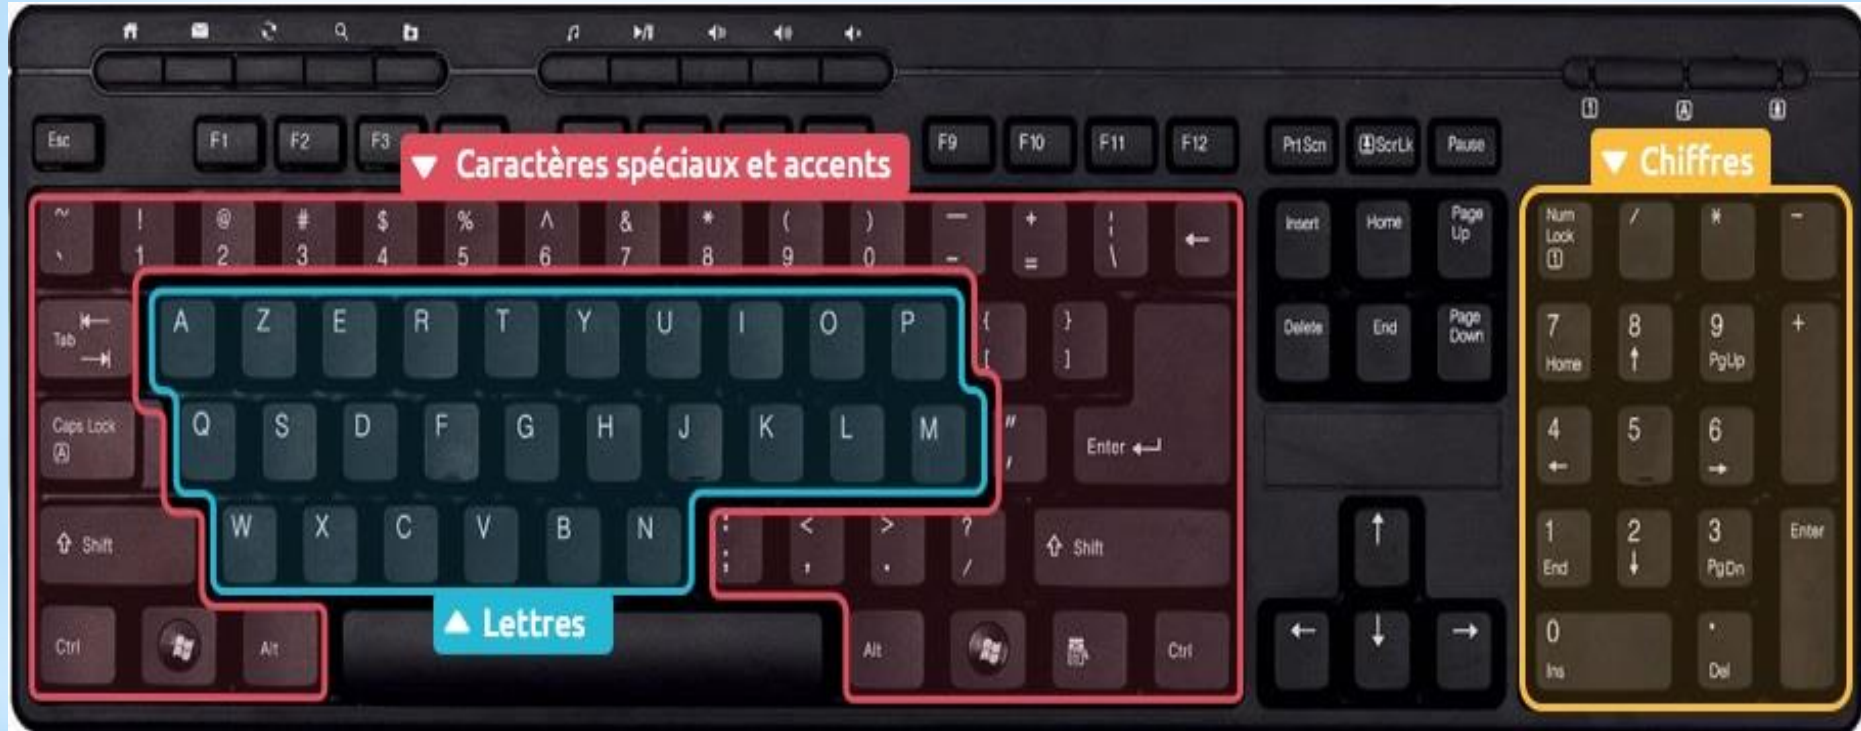 Esc F1 F2 F3 F9 F10 F11 F12 PrtScn ScrLk Pause
1 A
▼ Caractères spéciaux et accents
▼ Chiffres
~ ! @ # $ % ^ & * ( ) — + ¦ ←
` 1 2 3 4 5 6 7 8 9 0 - = \
Insert Home Page Up
Num Lock 1 / * -
Tab A Z E R T Y U I O P { [ } ]
Delete End Page Down
7 Home 8 ↑ 9 PgUp +
Caps Lock A Q S D F G H J K L M " ' Enter
4 ← 5 6 → 
⇧ Shift W X C V B N : ; < , > . ? / ⇧ Shift
↑
1 End 2 ↓ 3 PgDn Enter
▲ Lettres
Ctrl Alt Alt Ctrl
← ↓ →
0 Ins . Del